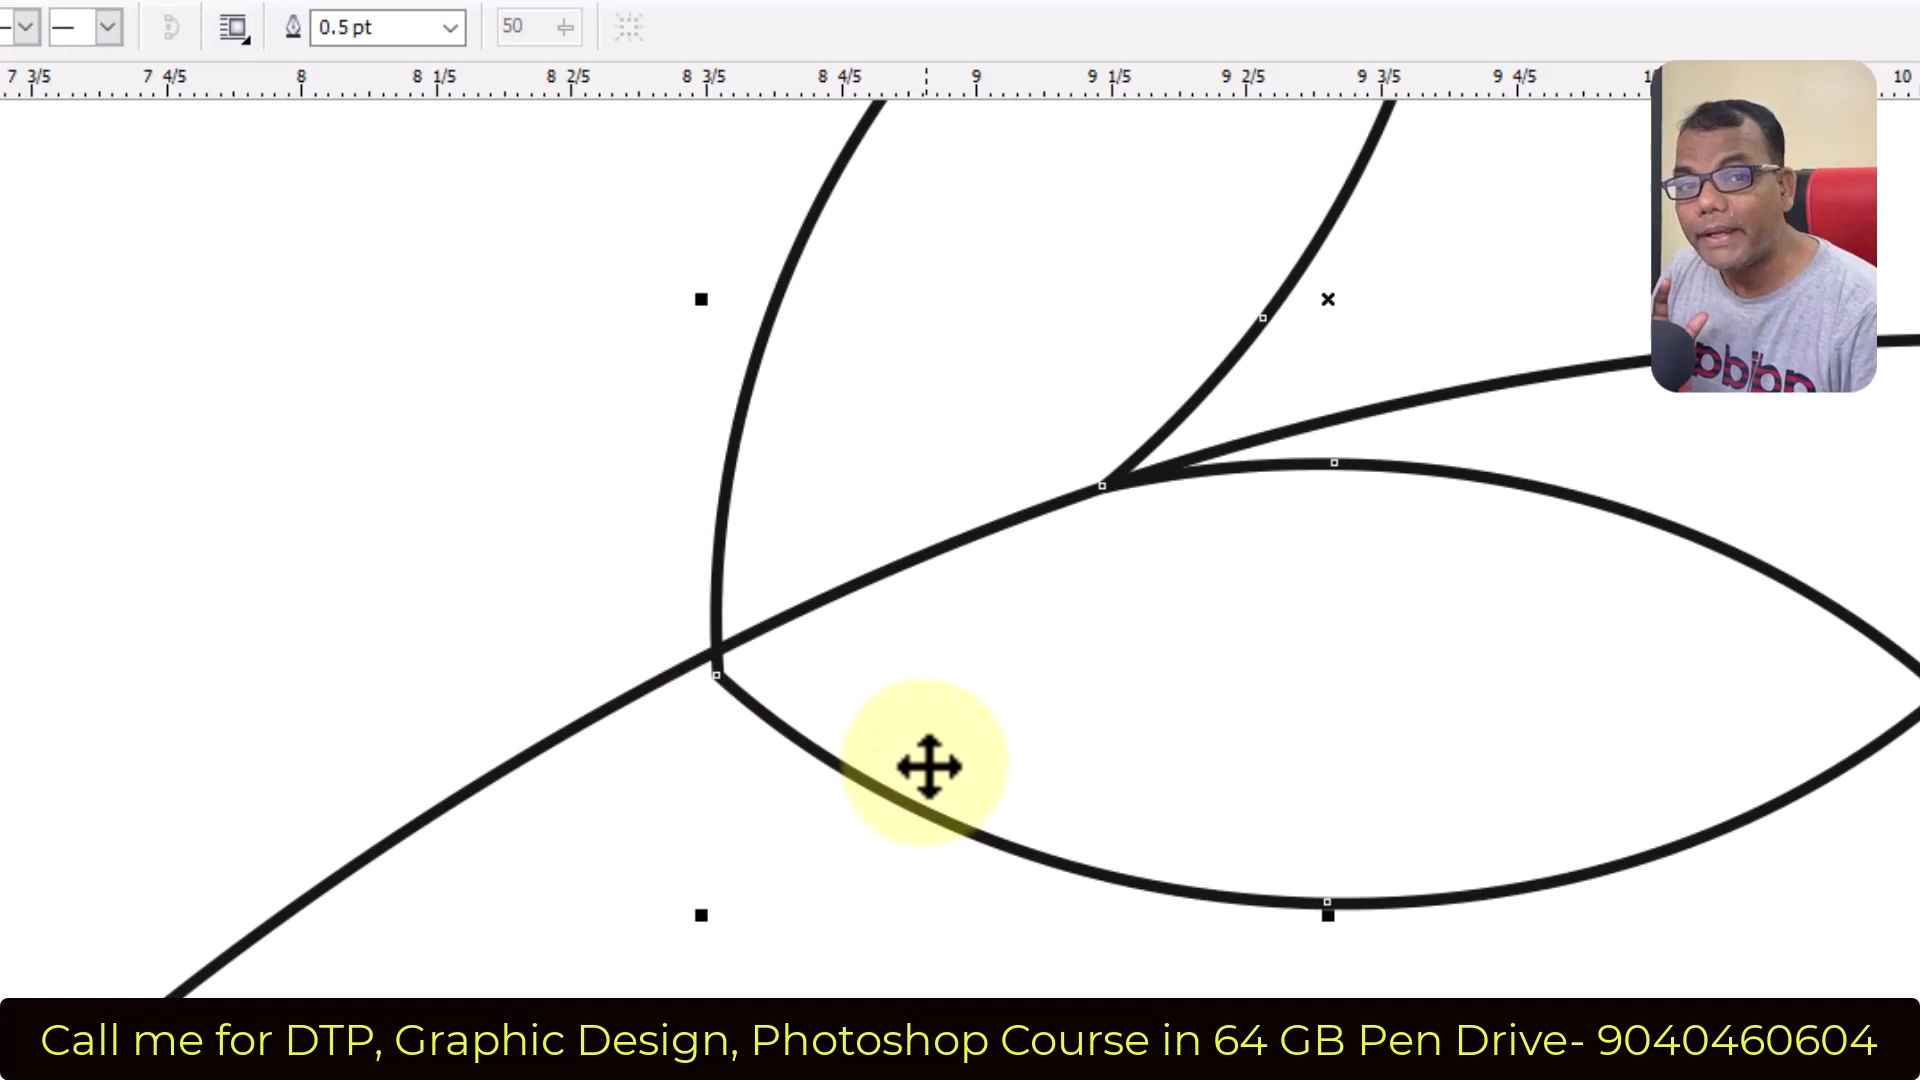 0.5 pt
50
7 3/5 7 4/5 8 8 1/5 8 2/5 8 3/5 8 4/5 9 9 1/5 9 2/5 9 3/5 9 4/5 10
Call me for DTP, Graphic Design, Photoshop Course in 64 GB Pen Drive- 9040460604